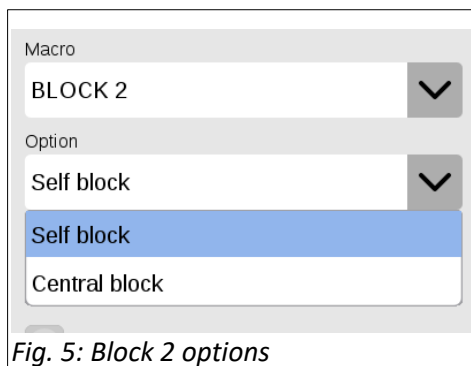 Macro
BLOCK 2
Option
Self block
Self block
Central block
Fig. 5: Block 2 options